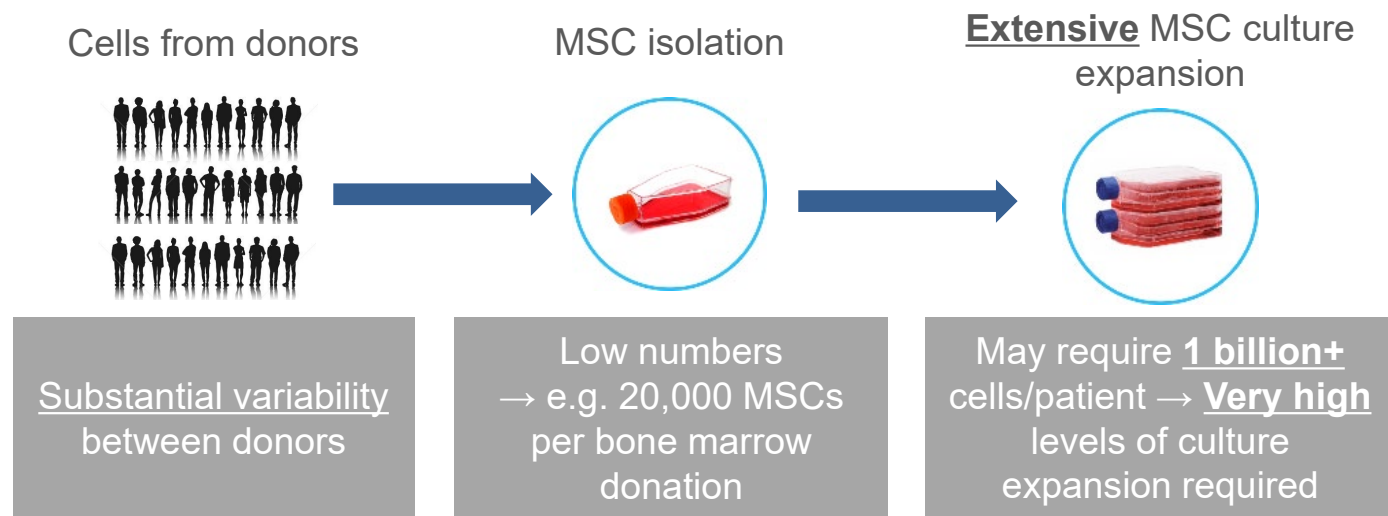 Cells from donors
MSC isolation
Extensive MSC culture
expansion
Substantial variability
between donors
Low numbers
→ e.g. 20,000 MSCs
per bone marrow
donation
May require 1 billion+
cells/patient → Very high
levels of culture
expansion required